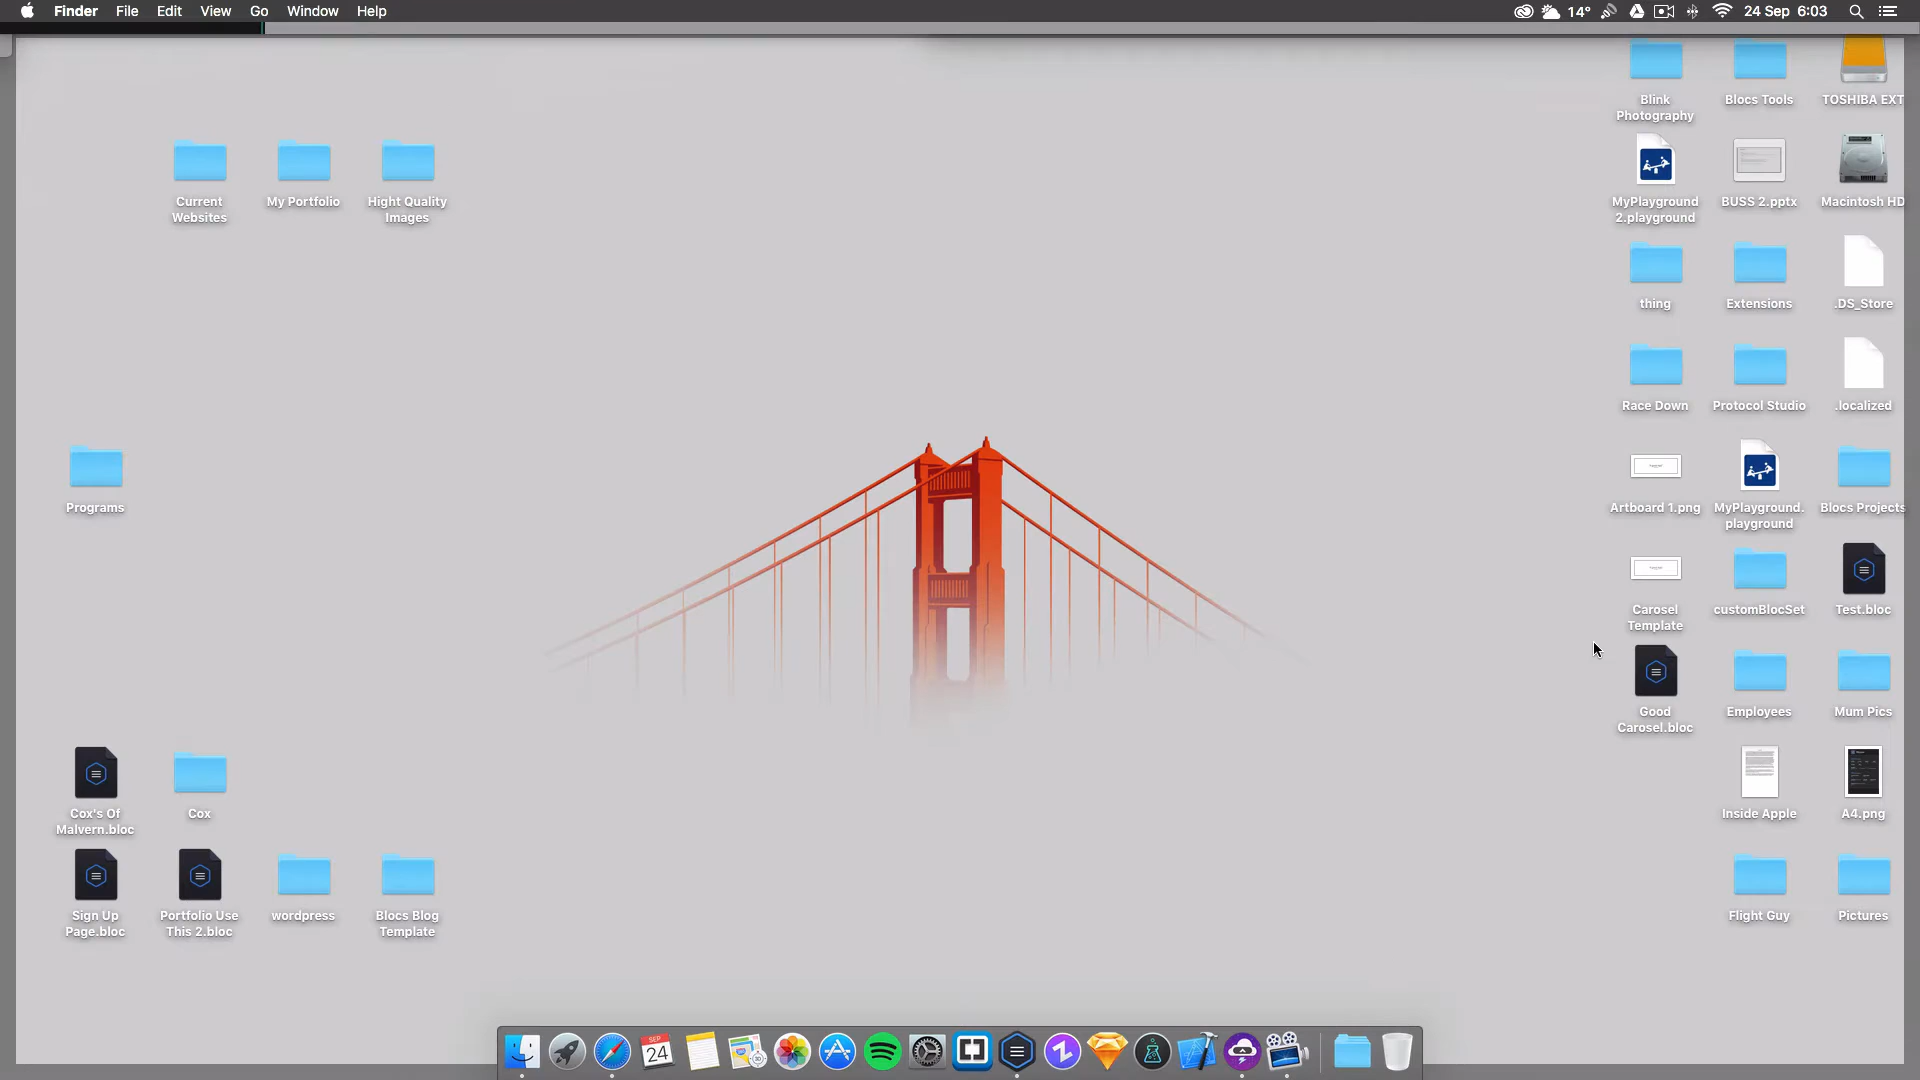 Finder File Edit View Go Window Help 14° 24 Sep 6:03
Blink
Photography
Blocs Tools
TOSHIBA EXT
Current
Websites
My Portfolio
Hight Quality
Images
MyPlayground
2.playground
BUSS 2.pptx
Macintosh HD
thing
Extensions
.DS_Store
Race Down
Protocol Studio
.localized
Programs
Artboard 1.png
MyPlayground.
playground
Blocs Projects
Carosel
Template
customBlocSet
Test.bloc
Good
Carosel.bloc
Employees
Mum Pics
Cox's Of
Malvern.bloc
Cox
Inside Apple
A4.png
Sign Up
Page.bloc
Portfolio Use
This 2.bloc
wordpress
Blocs Blog
Template
Flight Guy
Pictures
SEP
24